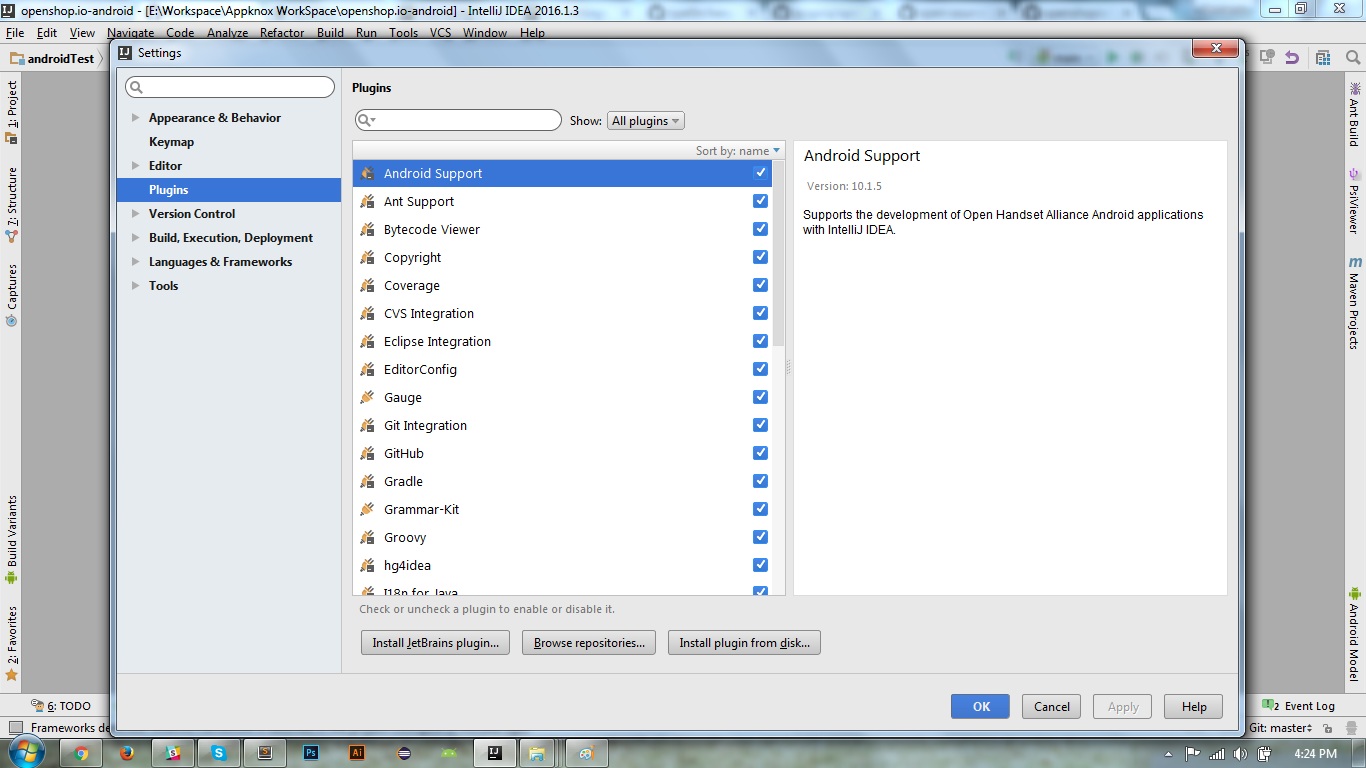 openshop.io-android - [E:\Workspace\Appknox WorkSpace\openshop.io-android] - IntelliJ IDEA 2016.1.3
File Edit View Navigate Code Analyze Refactor Build Run Tools VCS Window Help
androidTest
Settings
1: Project
7: Structure
Captures
Build Variants
2: Favorites
Appearance & Behavior
Keymap
Editor
Plugins
Version Control
Build, Execution, Deployment
Languages & Frameworks
Tools
Plugins
Show: All plugins
Sort by: name
Android Support
Ant Support
Bytecode Viewer
Copyright
Coverage
CVS Integration
Eclipse Integration
EditorConfig
Gauge
Git Integration
GitHub
Gradle
Grammar-Kit
Groovy
hg4idea
I18n for Java
Check or uncheck a plugin to enable or disable it.
Install JetBrains plugin... Browse repositories... Install plugin from disk...
Android Support
Version: 10.1.5
Supports the development of Open Handset Alliance Android applications
with IntelliJ IDEA.
OK Cancel Apply Help
Ant Build
PsiViewer
Maven Projects
Android Model
6: TODO
2 Event Log
Frameworks de
Git: master
4:24 PM